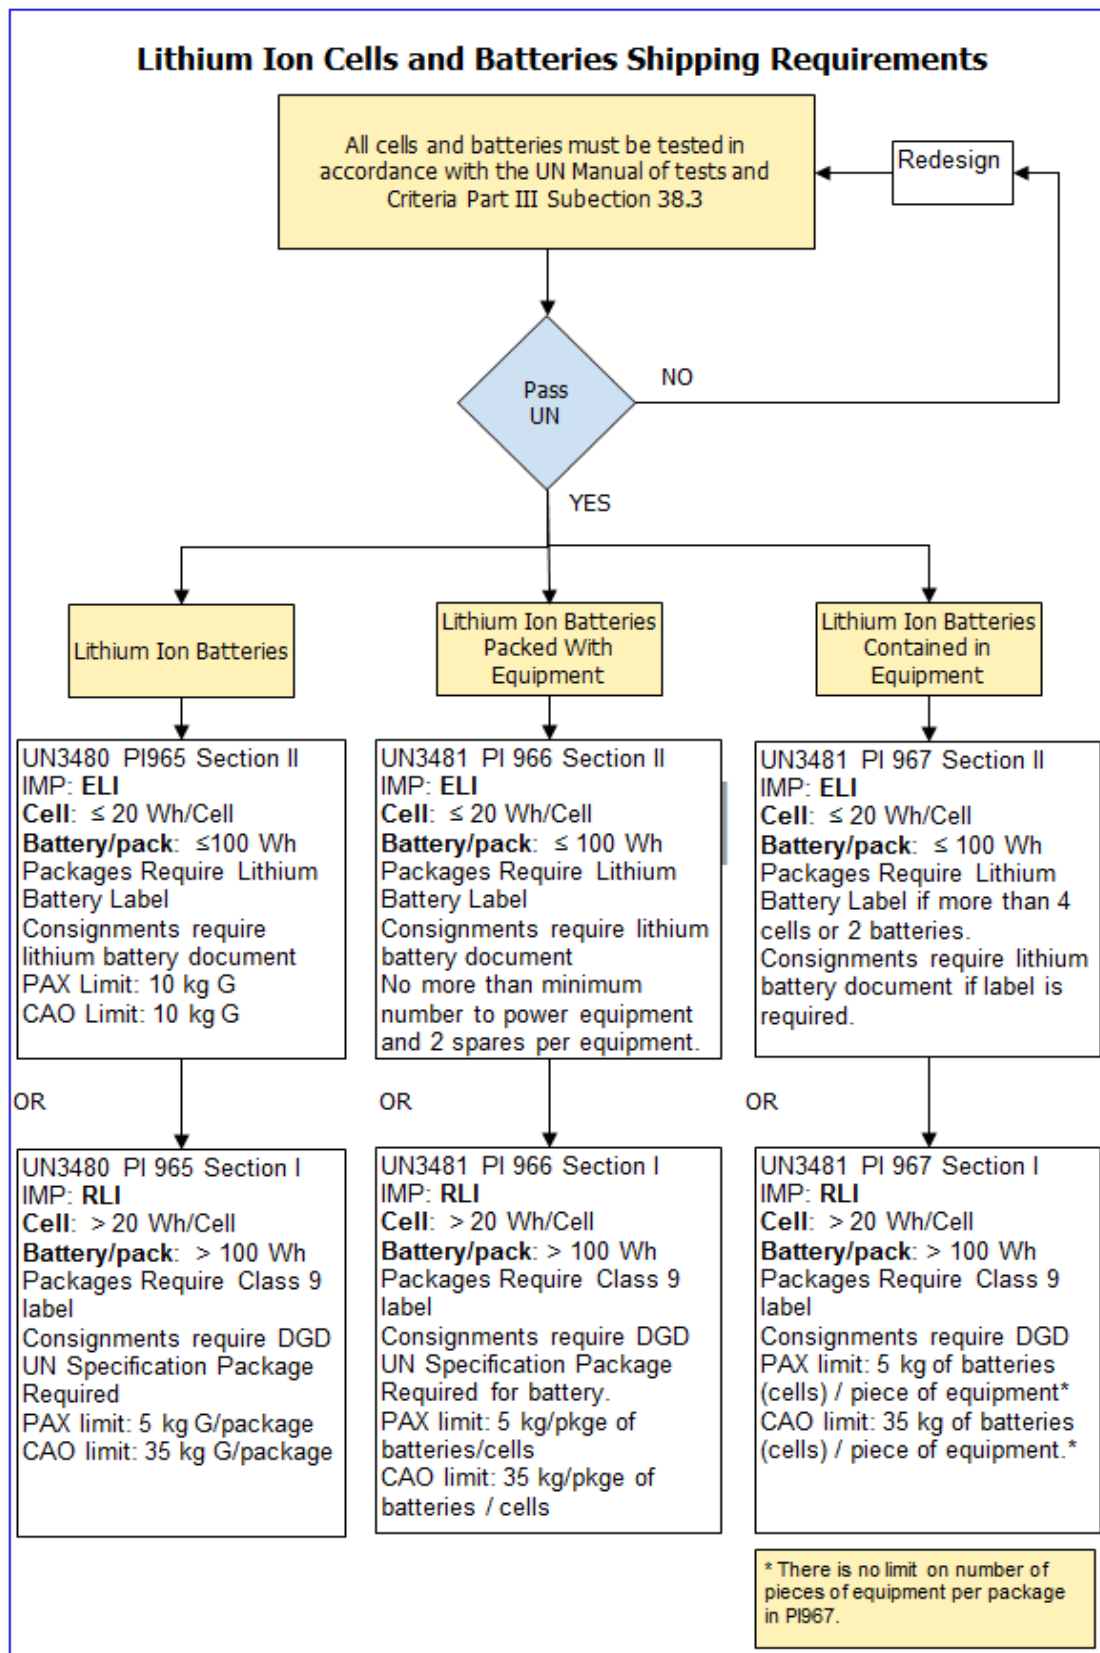 Lithium Ion Cells and Batteries Shipping Requirements
All cells and batteries must be tested in
accordance with the UN Manual of tests and
Criteria Part III Subection 38.3
Redesign
Pass
UN
NO
YES
Lithium Ion Batteries
Lithium Ion Batteries
Packed With
Equipment
Lithium Ion Batteries
Contained in
Equipment
UN3480 PI965 Section II
IMP: ELI
Cell: ≤ 20 Wh/Cell
Battery/pack: ≤100 Wh
Packages Require Lithium
Battery Label
Consignments require
lithium battery document
PAX Limit: 10 kg G
CAO Limit: 10 kg G
UN3481 PI 966 Section II
IMP: ELI
Cell: ≤ 20 Wh/Cell
Battery/pack: ≤ 100 Wh
Packages Require Lithium
Battery Label
Consignments require lithium
battery document
No more than minimum
number to power equipment
and 2 spares per equipment.
UN3481 PI 967 Section II
IMP: ELI
Cell: ≤ 20 Wh/Cell
Battery/pack: ≤ 100 Wh
Packages Require Lithium
Battery Label if more than 4
cells or 2 batteries.
Consignments require lithium
battery document if label is
required.
OR
OR
OR
UN3480 PI 965 Section I
IMP: RLI
Cell: > 20 Wh/Cell
Battery/pack: > 100 Wh
Packages Require Class 9
label
Consignments require DGD
UN Specification Package
Required
PAX limit: 5 kg G/package
CAO limit: 35 kg G/package
UN3481 PI 966 Section I
IMP: RLI
Cell: > 20 Wh/Cell
Battery/pack: > 100 Wh
Packages Require Class 9
label
Consignments require DGD
UN Specification Package
Required for battery.
PAX limit: 5 kg/pkge of
batteries/cells
CAO limit: 35 kg/pkge of
batteries / cells
UN3481 PI 967 Section I
IMP: RLI
Cell: > 20 Wh/Cell
Battery/pack: > 100 Wh
Packages Require Class 9
label
Consignments require DGD
PAX limit: 5 kg of batteries
(cells) / piece of equipment*
CAO limit: 35 kg of batteries
(cells) / piece of equipment.*
* There is no limit on number of
pieces of equipment per package
in PI967.